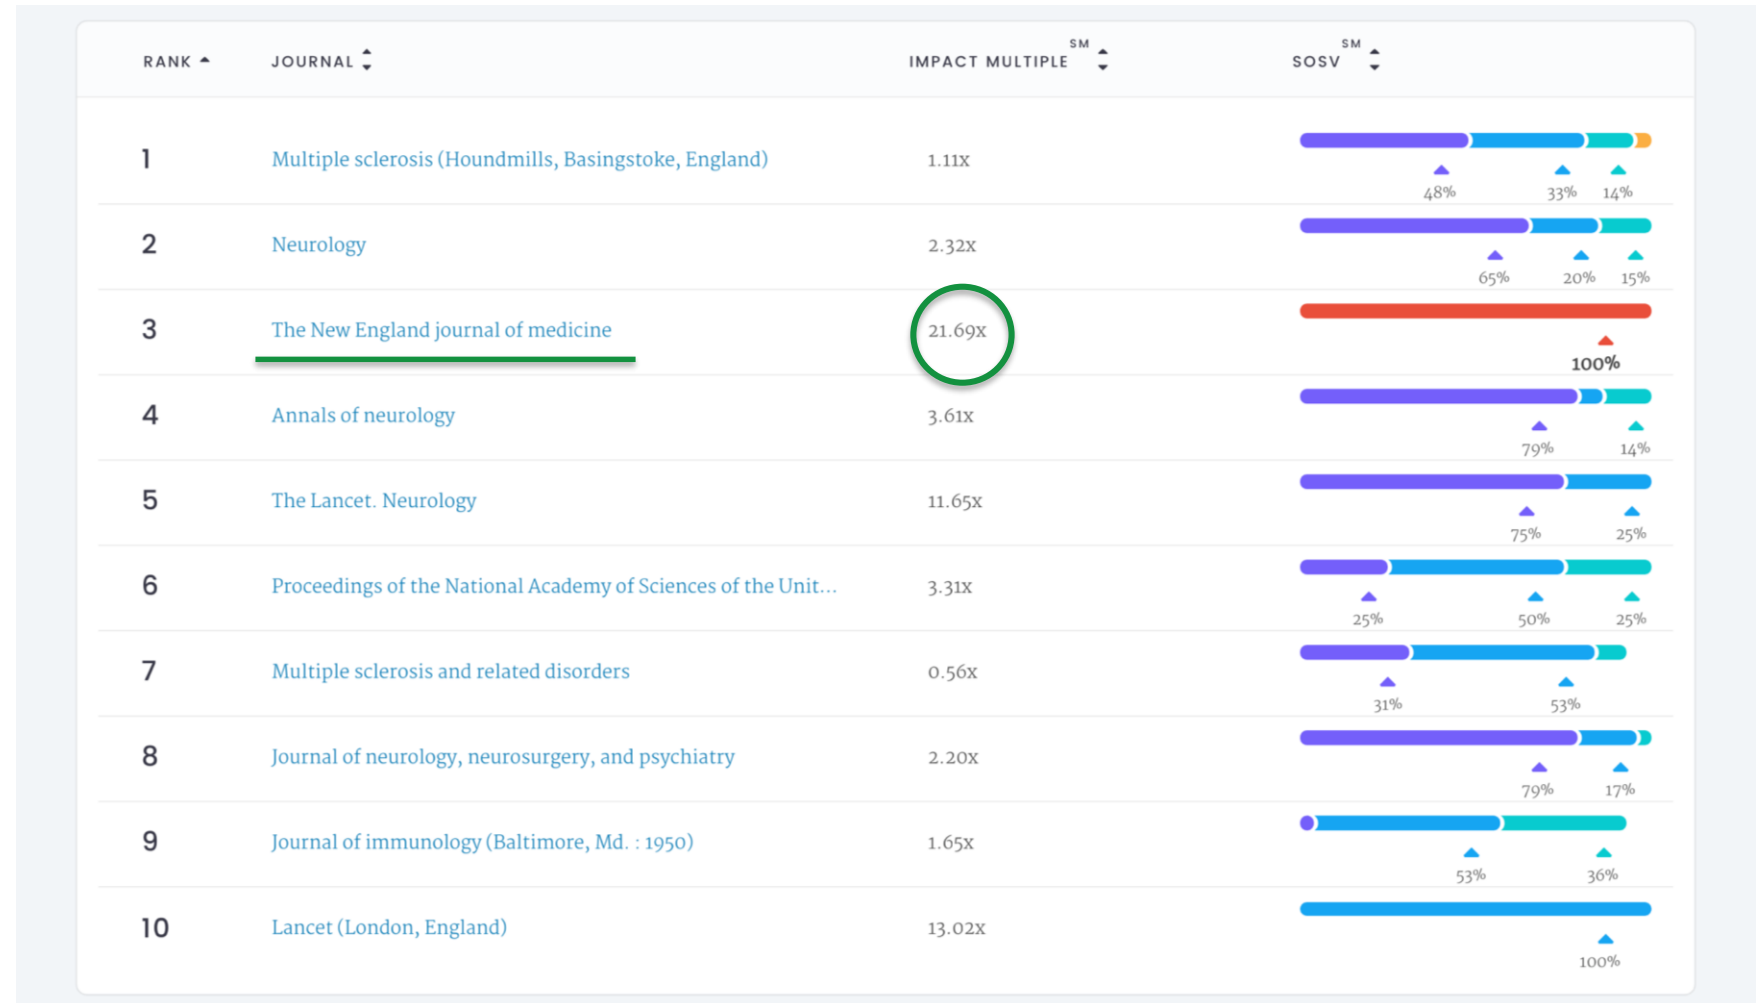 RANK JOURNAL IMPACT MULTIPLE SM SOSV SM
1 Multiple sclerosis (Houndmills, Basingstoke, England) 1.11x
48% 33% 14%
2 Neurology 2.32x
65% 20% 15%
3 The New England journal of medicine 21.69x
100%
4 Annals of neurology 3.61x
79% 14%
5 The Lancet. Neurology 11.65x
75% 25%
6 Proceedings of the National Academy of Sciences of the Unit... 3.31x
25% 50% 25%
7 Multiple sclerosis and related disorders 0.56x
31% 53%
8 Journal of neurology, neurosurgery, and psychiatry 2.20x
79% 17%
9 Journal of immunology (Baltimore, Md. : 1950) 1.65x
53% 36%
10 Lancet (London, England) 13.02x
100%